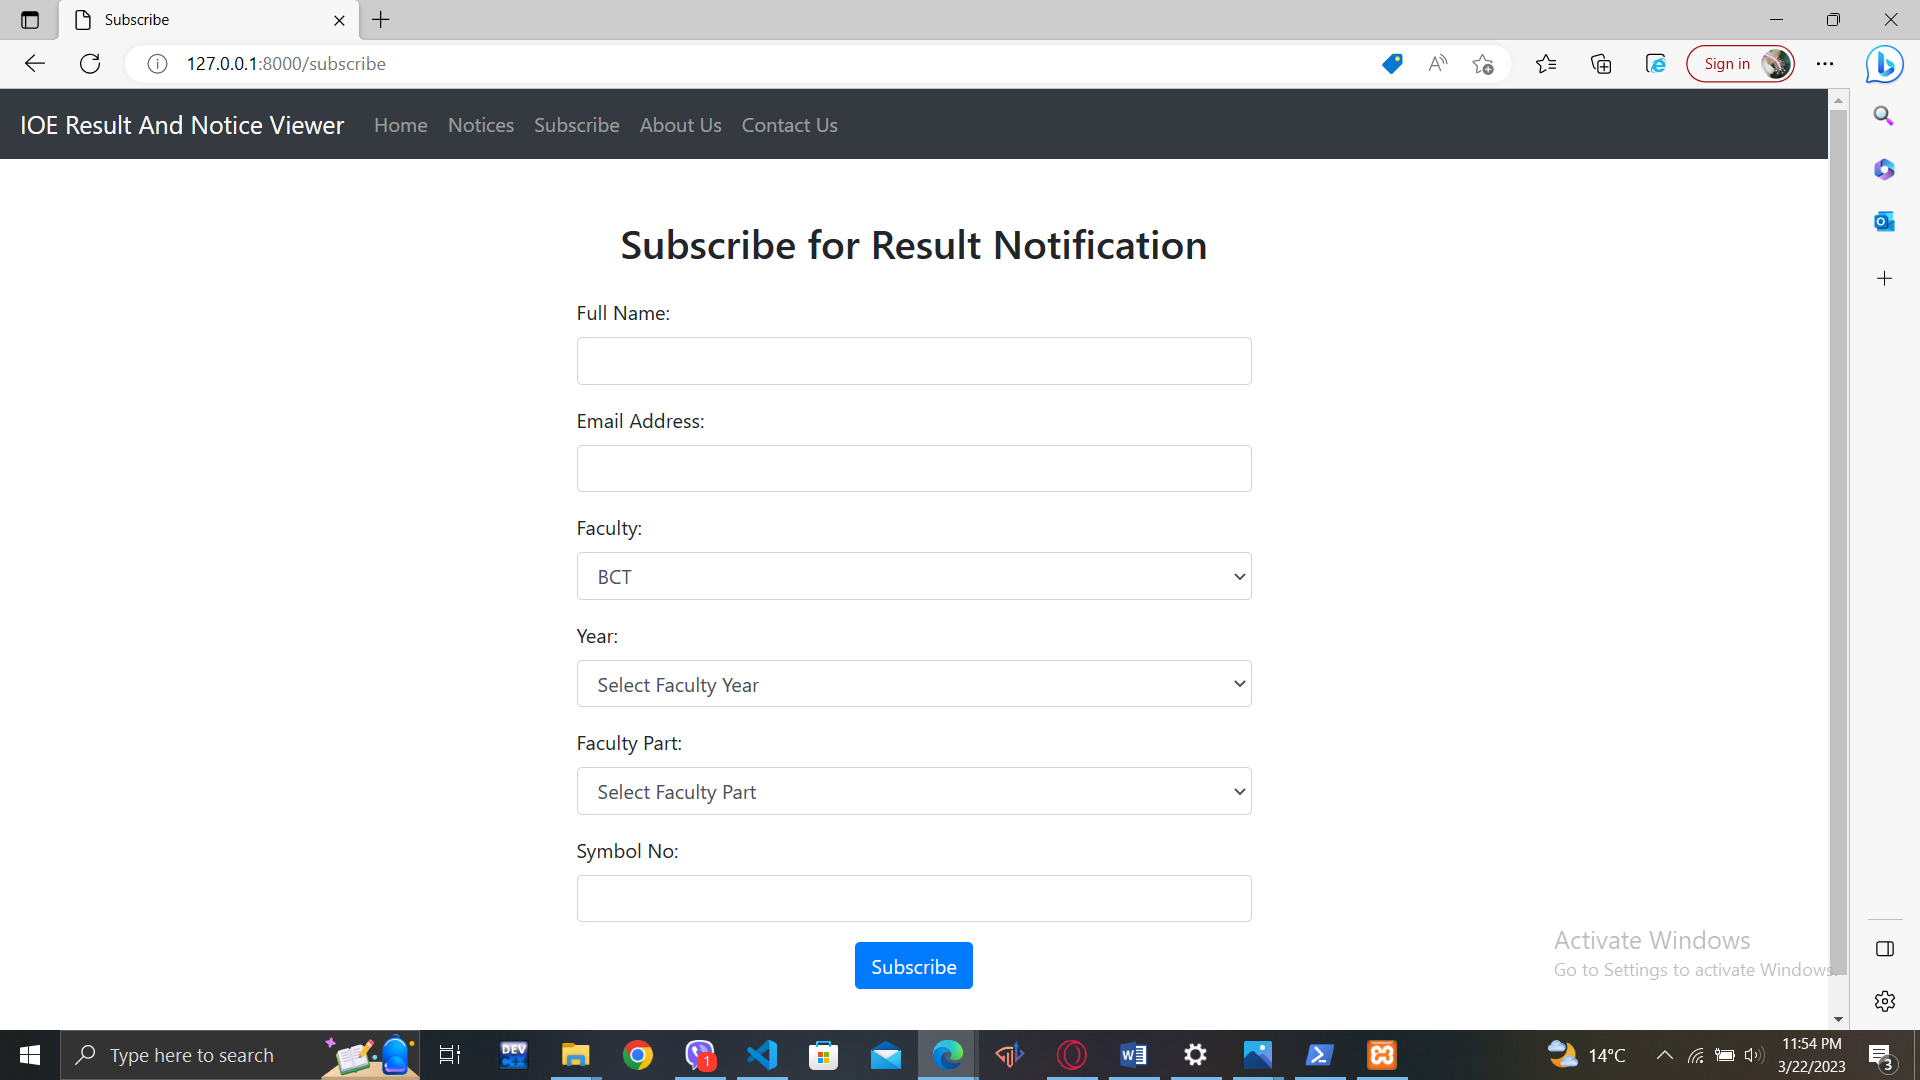 Subscribe
127.0.0.1:8000/subscribe
Sign in
IOE Result And Notice Viewer Home Notices Subscribe About Us Contact Us
Subscribe for Result Notification
Full Name:
Email Address:
Faculty:
BCT
Year:
Select Faculty Year
Faculty Part:
Select Faculty Part
Symbol No:
Subscribe
Activate Windows
Go to Settings to activate Windows.
Type here to search
DEV
C++
1
14°C
11:54 PM
3/22/2023
3